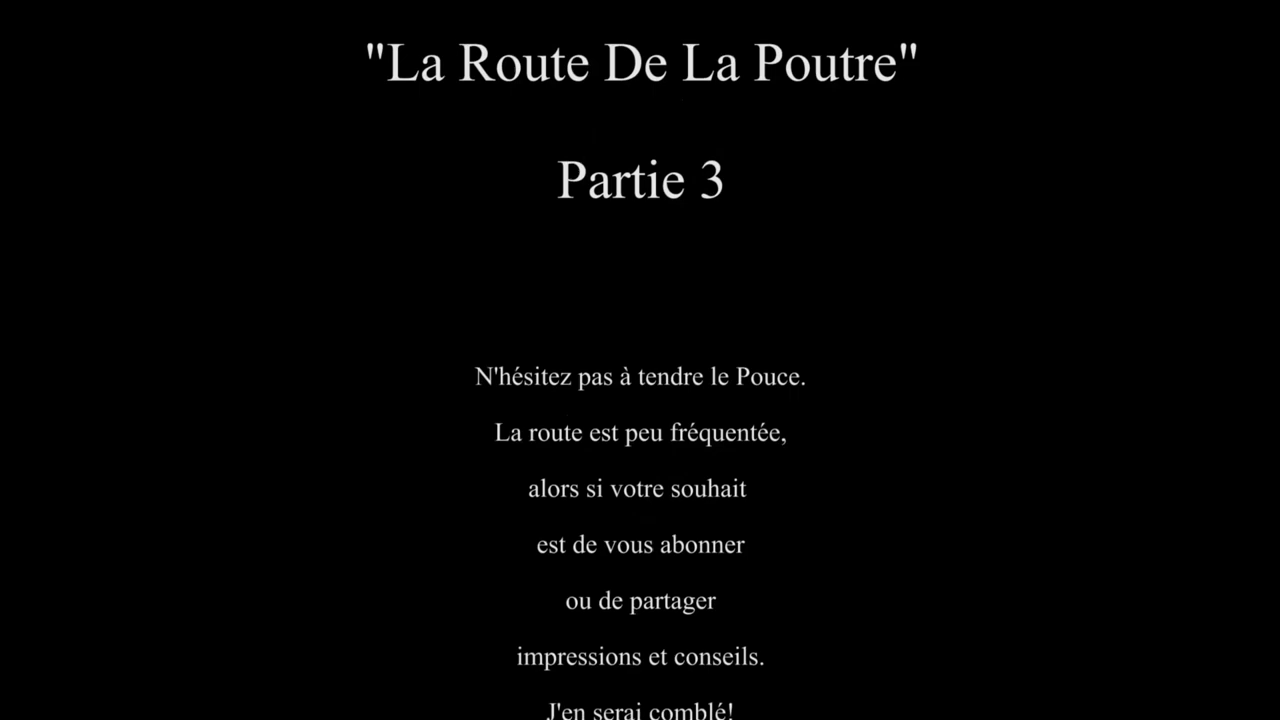 "La Route De La Poutre"
Partie 3
N'hésitez pas à tendre le Pouce.
La route est peu fréquentée,
alors si votre souhait
est de vous abonner
ou de partager
impressions et conseils.
J'en serai comblé!